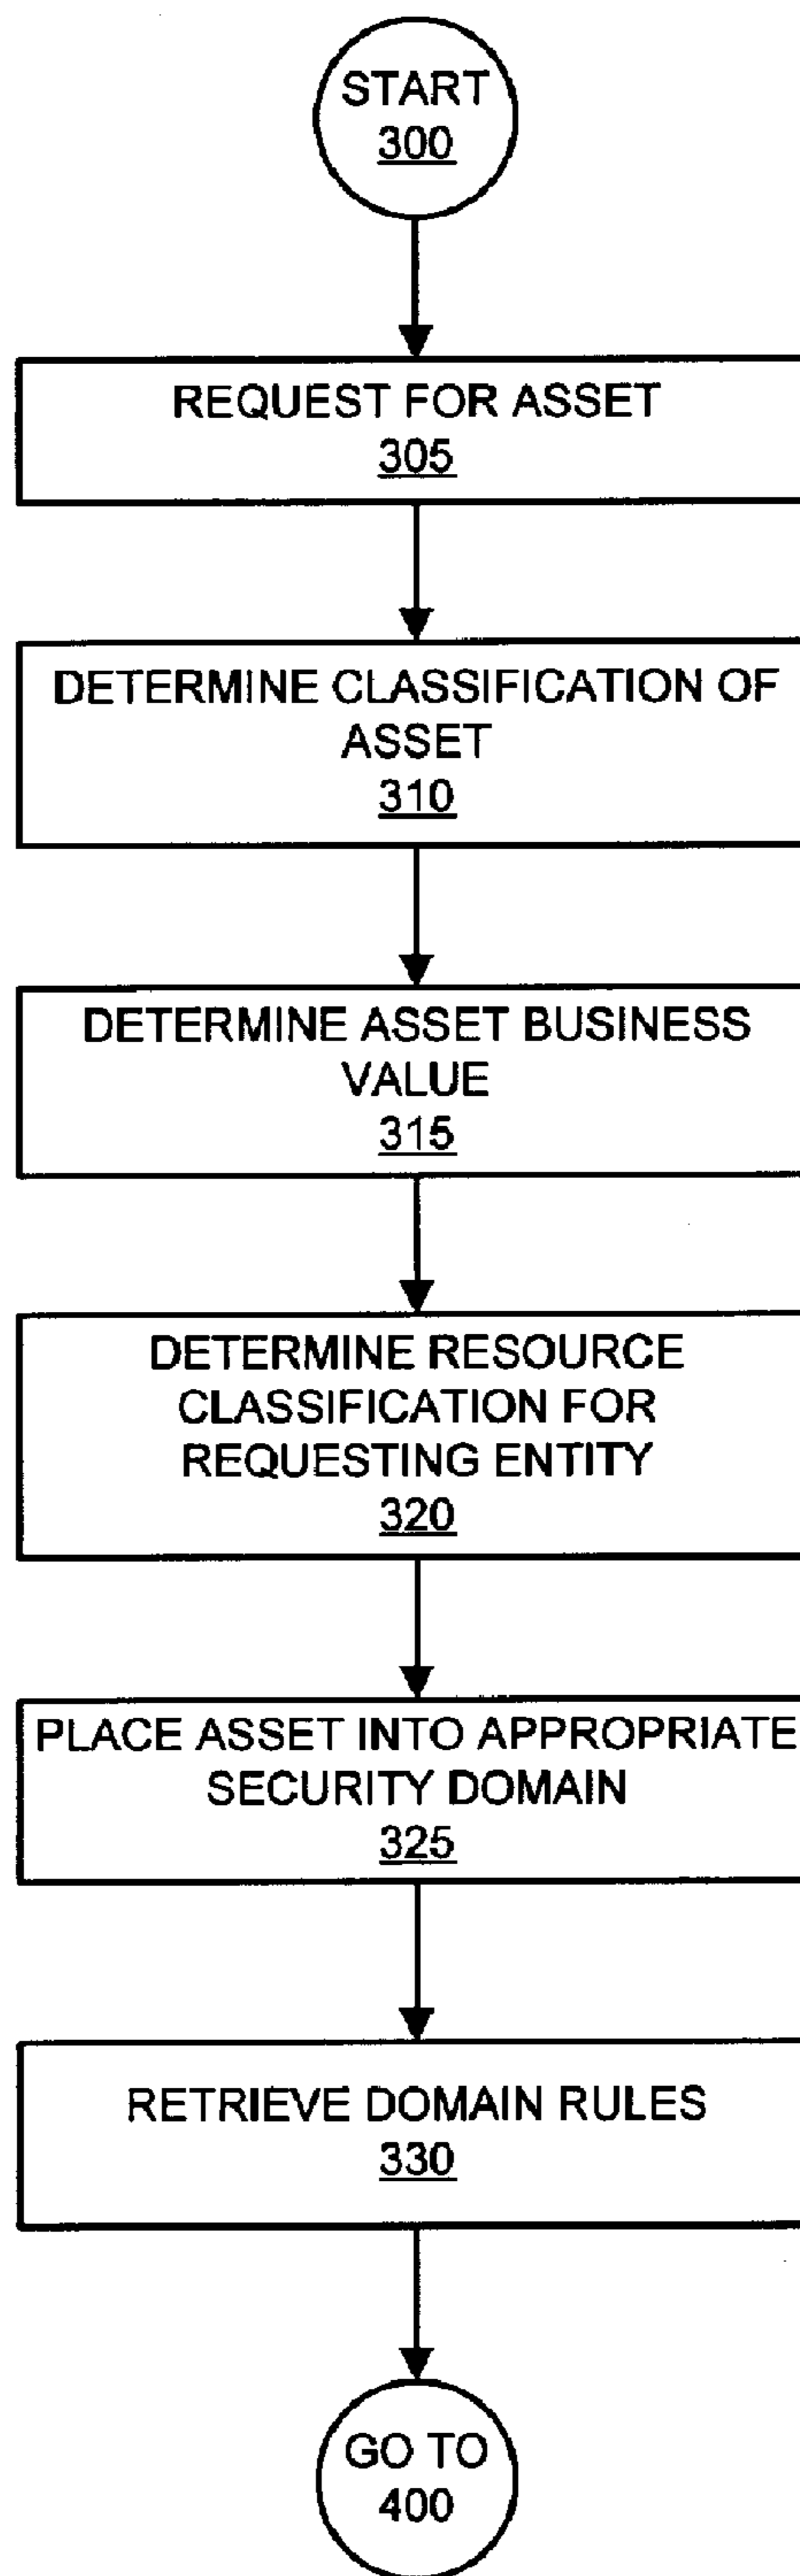 START
300
REQUEST FOR ASSET
305
DETERMINE CLASSIFICATION OF
ASSET
310
DETERMINE ASSET BUSINESS
VALUE
315
DETERMINE RESOURCE
CLASSIFICATION FOR
REQUESTING ENTITY
320
PLACE ASSET INTO APPROPRIATE
SECURITY DOMAIN
325
RETRIEVE DOMAIN RULES
330
GO TO
400